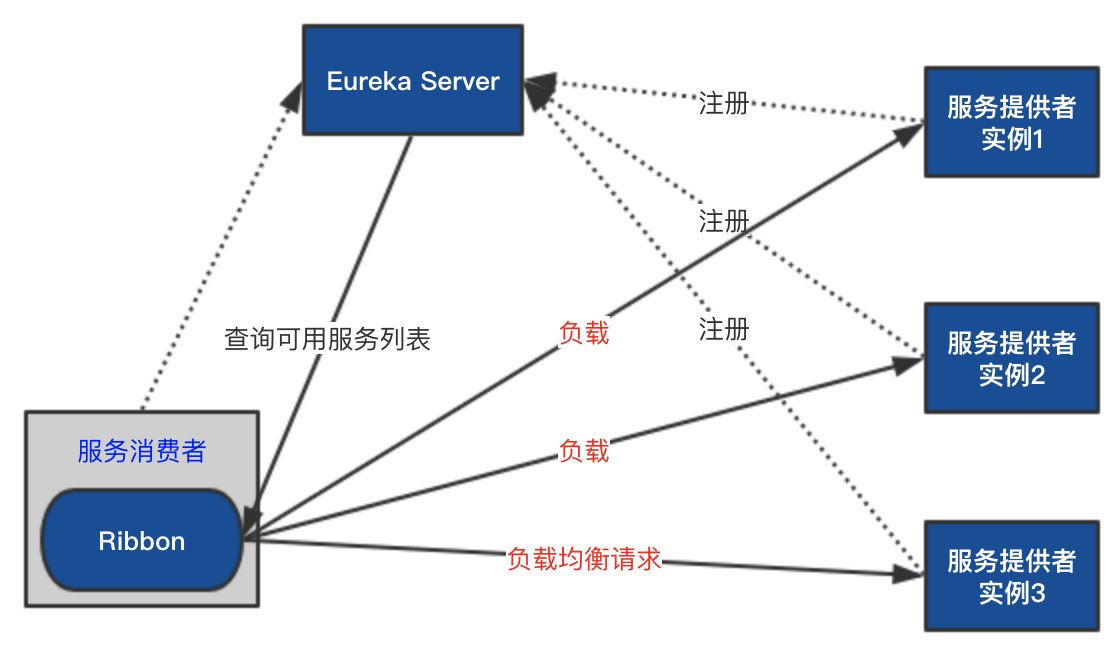 Eureka Server
注册
服务提供者
实例1
注册
服务提供者
实例2
注册
查询可用服务列表
负载
负载
服务消费者
Ribbon
负载均衡请求
服务提供者
实例3